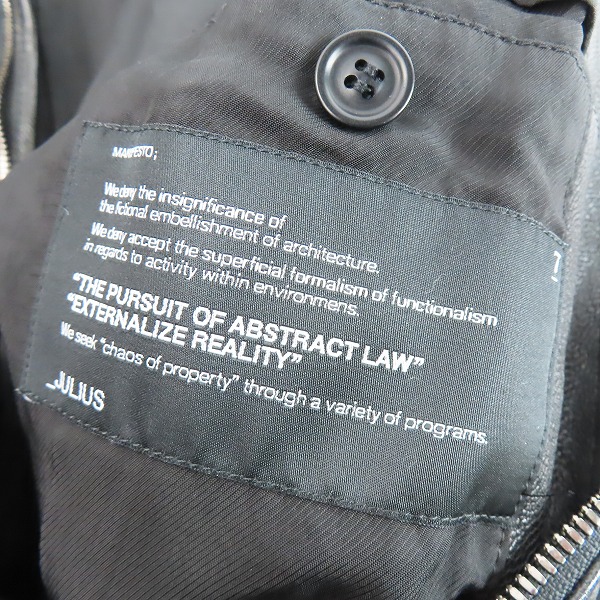 MANIFESTO;
We deny the insignificance of
the fictional embellishment of architecture.
We deny accept the superficial formalism of functionalism
in regards to activity within environmens.
"THE PURSUIT OF ABSTRACT LAW"
"EXTERNALIZE REALITY"
We seek "chaos of property" through a variety of programs.
_JULIUS